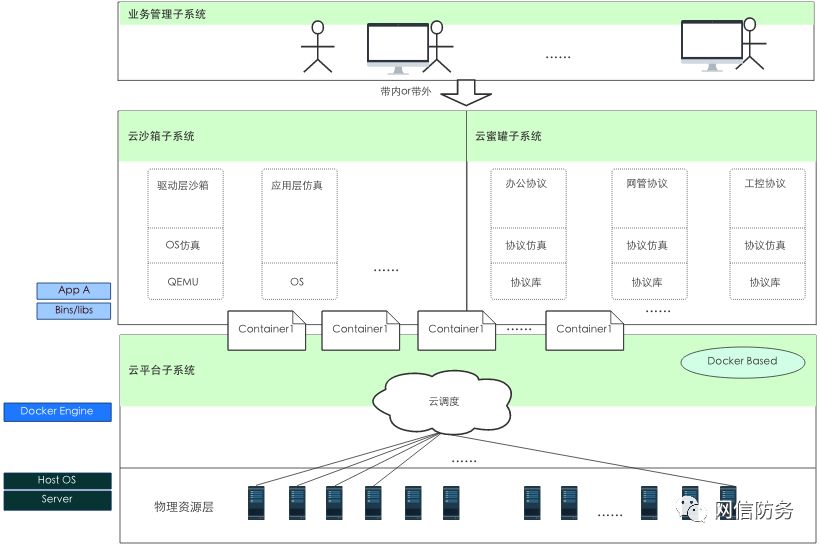 业务管理子系统
......
带内or带外
云沙箱子系统
云蜜罐子系统
驱动层沙箱
应用层仿真
办公协议
网管协议
工控协议
OS仿真
协议仿真
协议仿真
协议仿真
......
QEMU
OS
协议库
协议库
协议库
App A
Bins/libs
......
Container1
Container1
Container1
......
Container1
云平台子系统
Docker Based
云调度
Docker Engine
......
Host OS
Server
物理资源层
......
网信防务